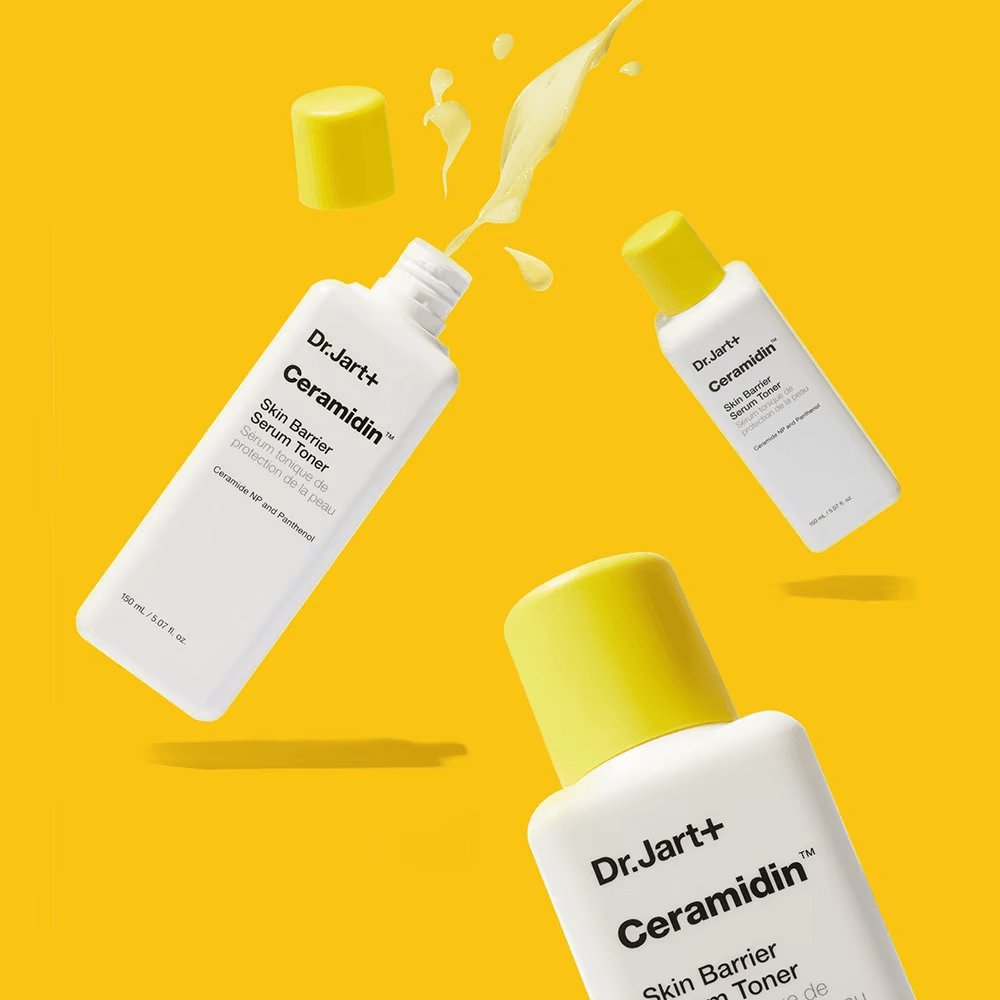 Dr.Jart+
Ceramidin™
Skin Barrier
Serum Toner
Sérum tonique de
protection de la peau
Ceramide NP and Panthenol
150 mL / 5.07 fl. oz.
Dr.Jart+
Ceramidin™
Skin Barrier
Serum Toner
Sérum tonique de
protection de la peau
Ceramide NP and Panthenol
150 mL / 5.07 fl. oz.
Dr.Jart+
Ceramidin™
Skin Barrier
Serum Toner